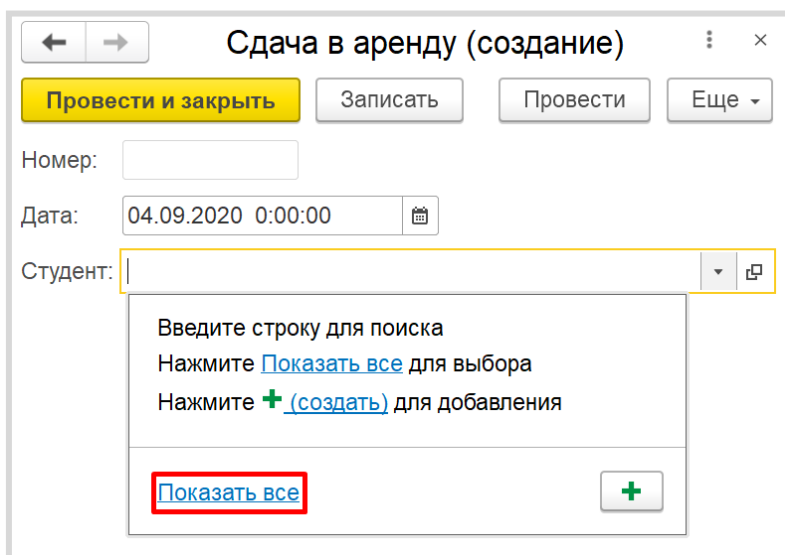 Сдача в аренду (создание)
Провести и закрыть Записать Провести Еще
Номер:
Дата: 04.09.2020 0:00:00
Студент:
Введите строку для поиска
Нажмите Показать все для выбора
Нажмите + (создать) для добавления
Показать все +